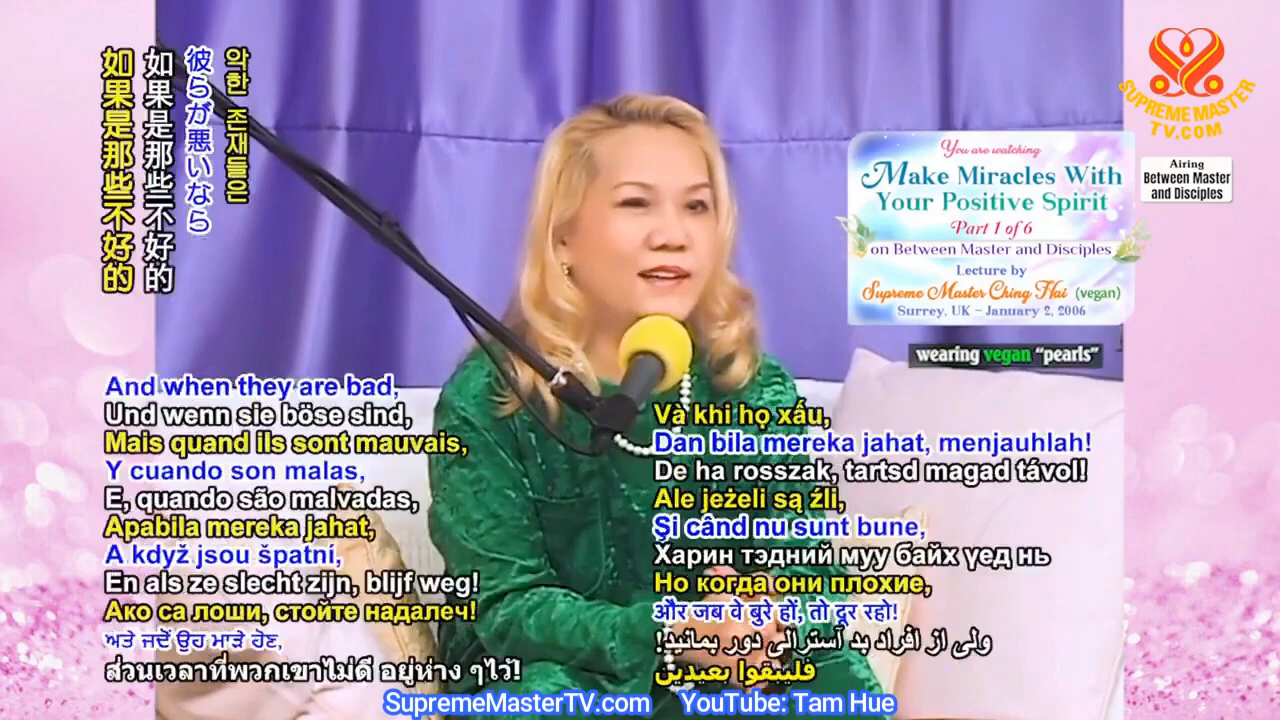 如果是那些不好的
如果是那些不好的
彼らが悪いなら
악한 존재들은
SUPREME MASTER
TV.COM
Airing
Between Master
and Disciples
You are watching
Make Miracles With
Your Positive Spirit
Part 1 of 6
on Between Master and Disciples
Lecture by
Supreme Master Ching Hai (vegan)
Surrey, UK – January 2, 2006
wearing vegan “pearls”
And when they are bad,
Und wenn sie böse sind,
Mais quand ils sont mauvais,
Y cuando son malas,
E, quando são malvadas,
Apabila mereka jahat,
A když jsou špatní,
En als ze slecht zijn, blijf weg!
Ако са лоши, стойте надалеч!
ਅਤੇ ਜਦੋਂ ਉਹ ਮਾੜੇ ਹੋਣ,
ส่วนเวลาที่พวกเขาไม่ดี อยู่ห่าง ๆไว้!
Và khi họ xấu,
Dan bila mereka jahat, menjauhlah!
De ha rosszak, tartsd magad távol!
Ale jeżeli są źli,
Şi când nu sunt bune,
Харин тэдний муу байх үед нь
Но когда они плохие,
और जब वे बुरे हों, तो दूर रहो!
ولی از افراد بد آسترالی دور بمانید!
فليبقوا بعيدين
SupremeMasterTV.com YouTube: Tam Hue